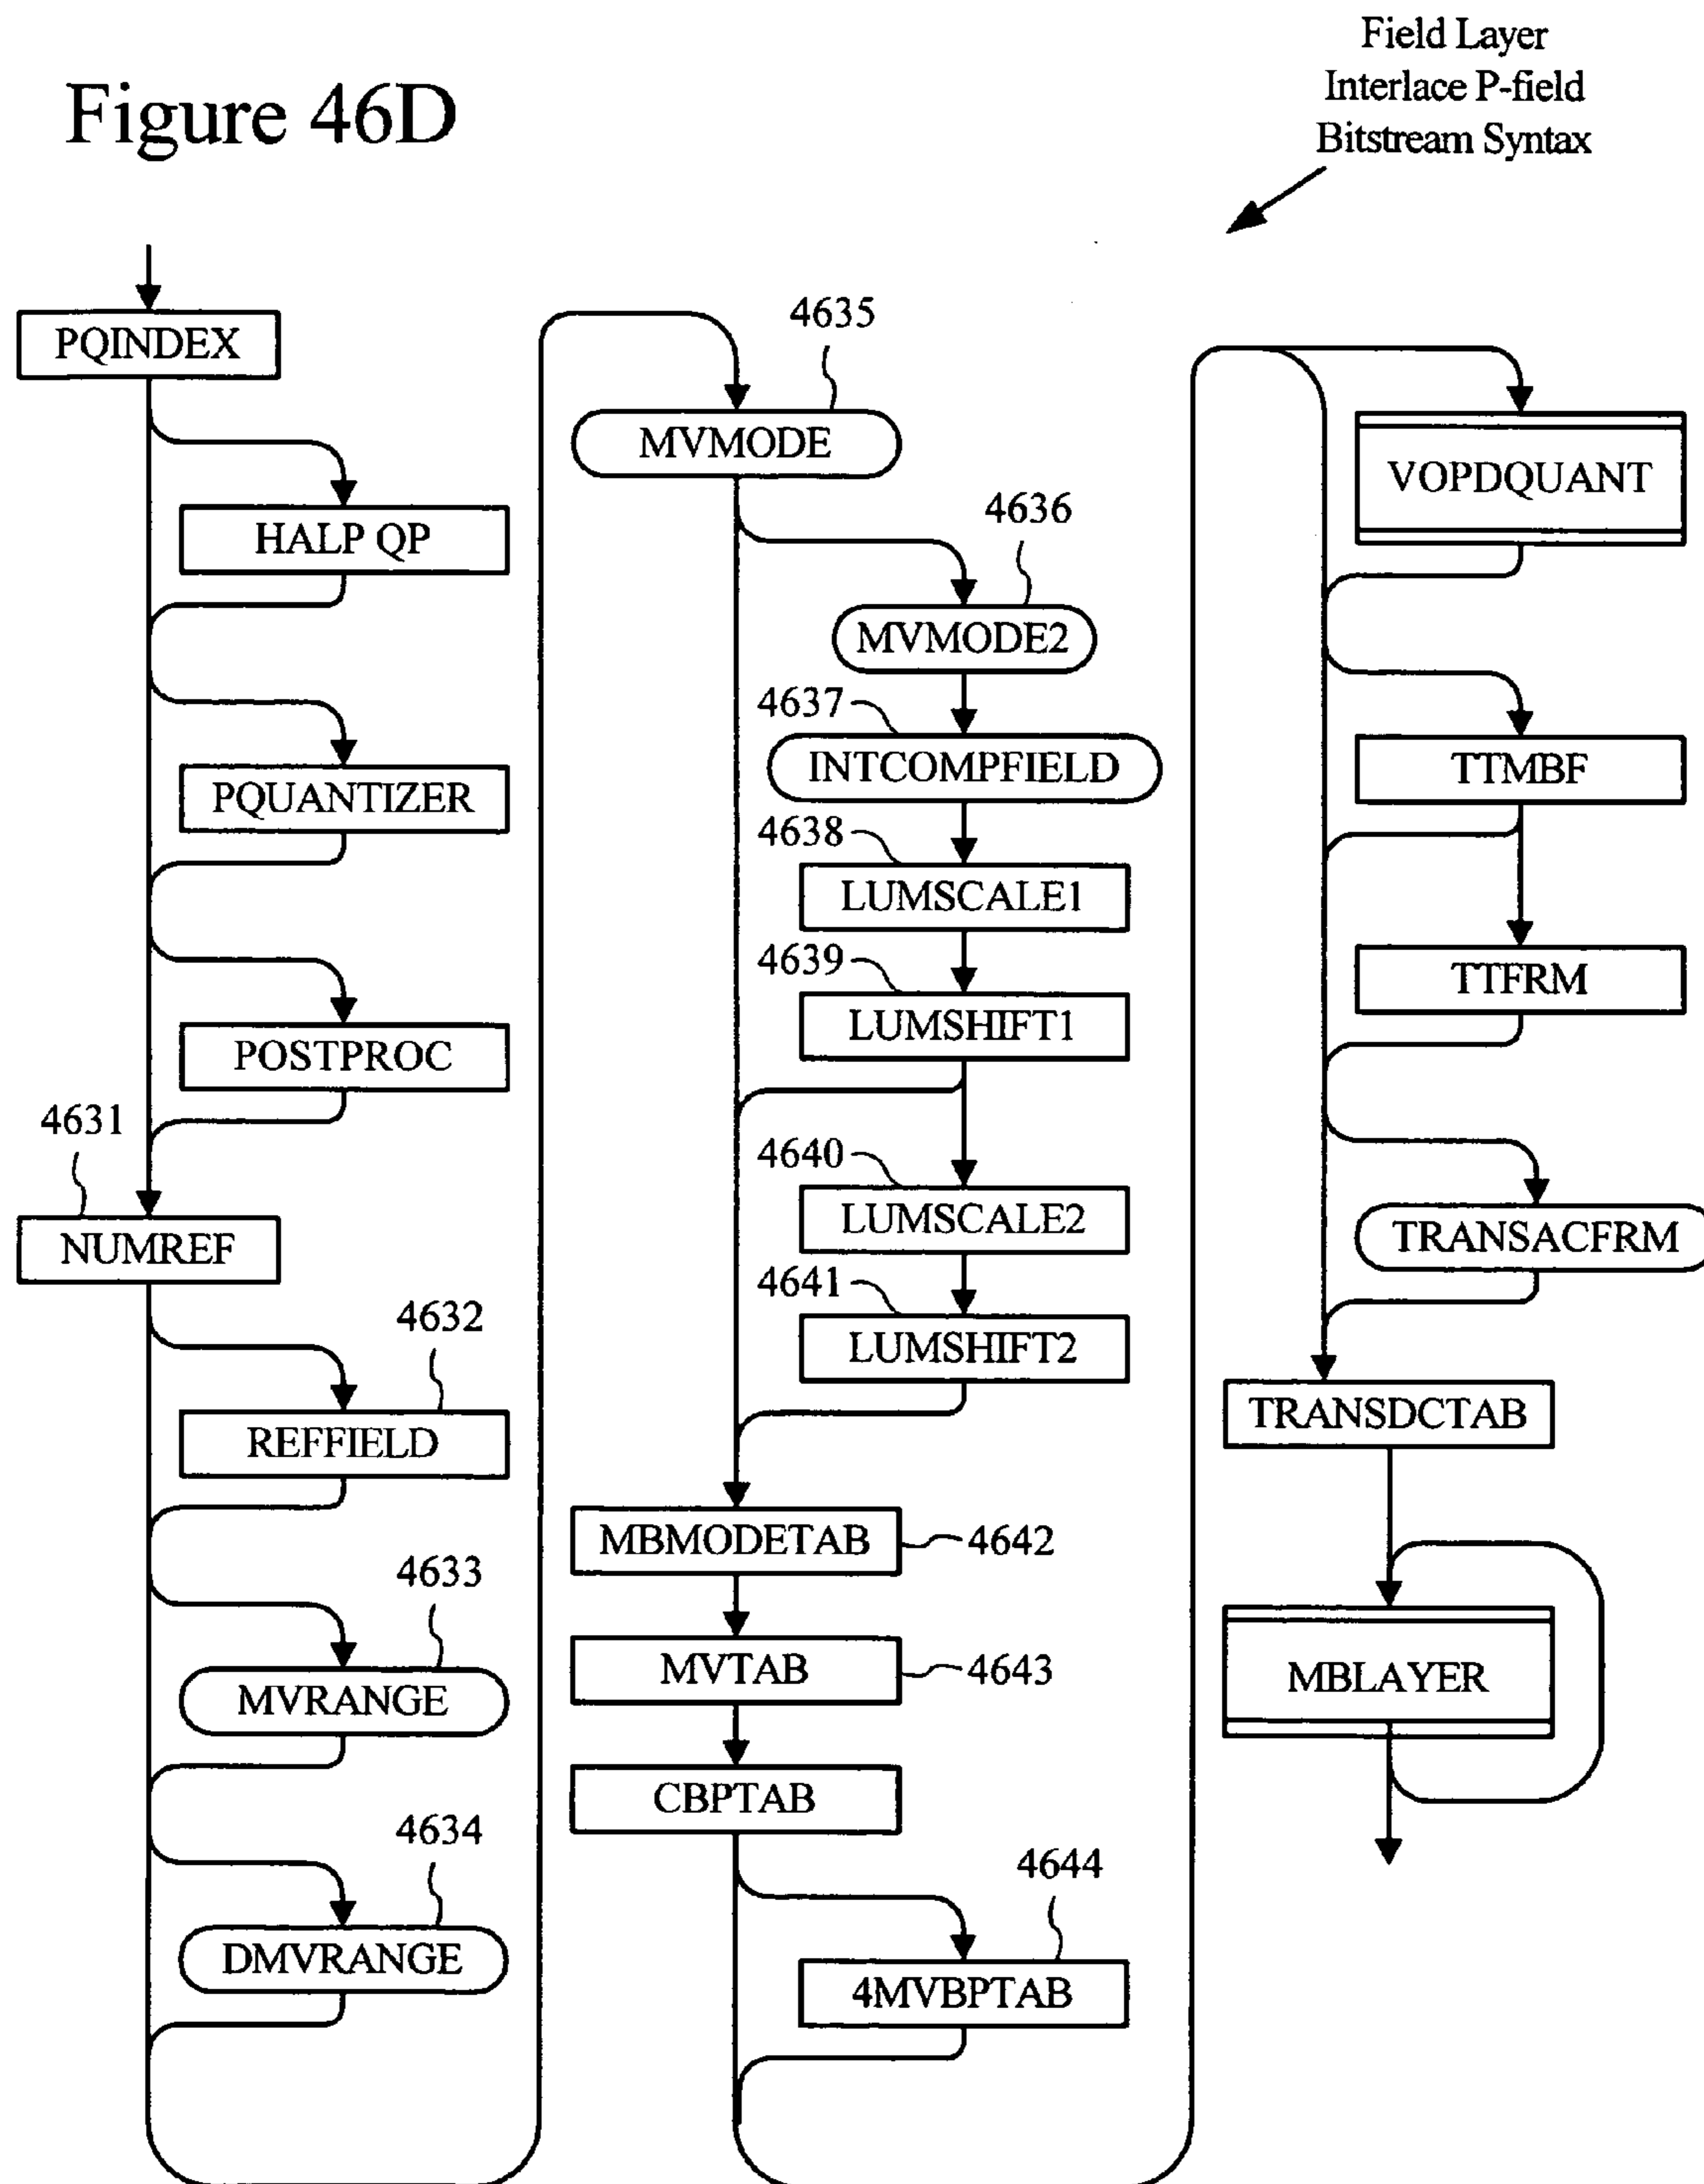 Figure 46D
Field Layer
Interlace P-field
Bitstream Syntax
PQINDEX
HALP QP
PQUANTIZER
POSTPROC
4631
NUMREF
4632
REFFIELD
4633
MVRANGE
4634
DMVRANGE
4635
MVMODE
4636
MVMODE2
4637
INTCOMPFIELD
4638
LUMSCALE1
4639
LUMSHIFT1
4640
LUMSCALE2
4641
LUMSHIFT2
MBMODETAB
4642
MVTAB
4643
CBPTAB
4644
4MVBPTAB
VOPDQUANT
TTMBF
TTFRM
TRANSACFRM
TRANSDCTAB
MBLAYER